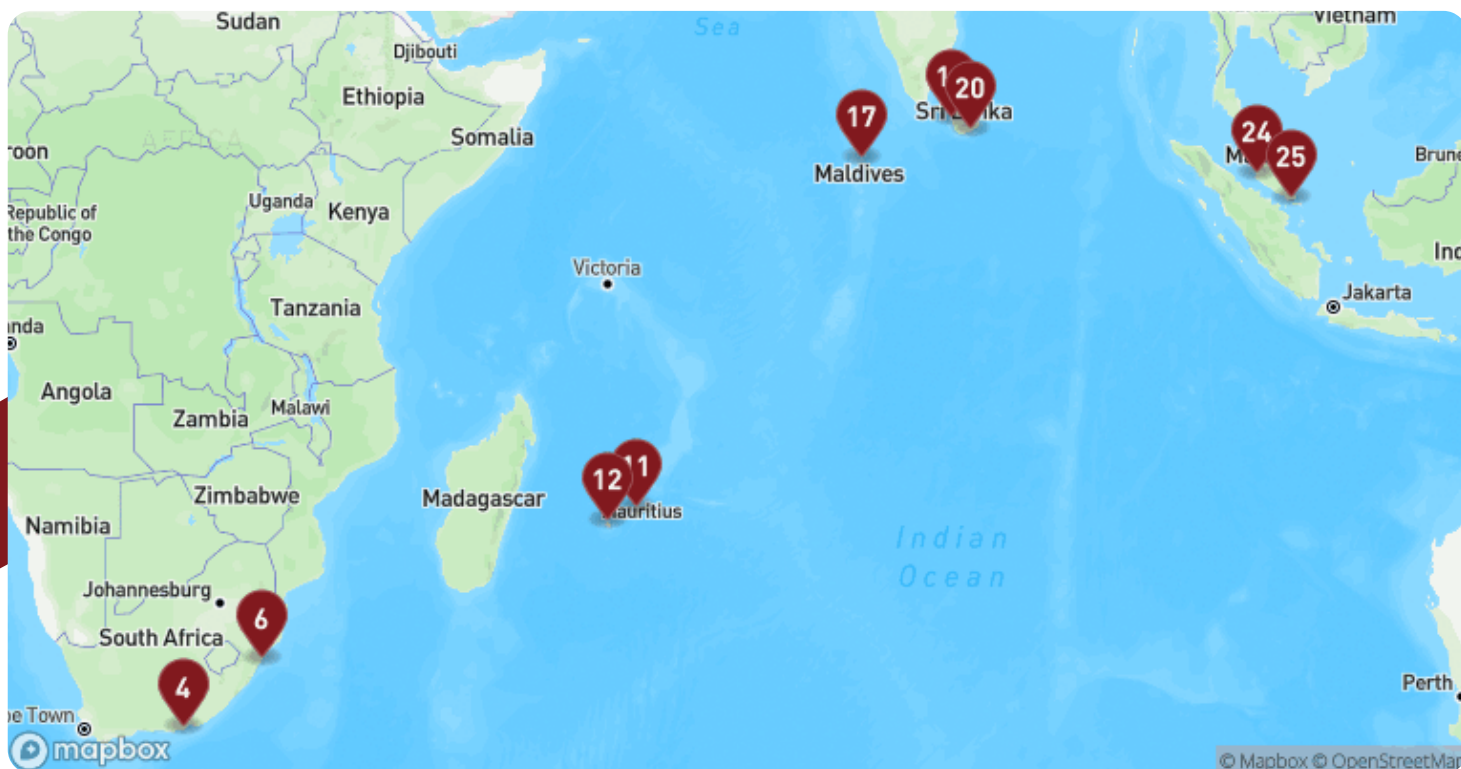 Sudan
Sea
Vietnam
Djibouti
Ethiopia
AFRICA
Somalia
17
20
24
25
Maldives
roon
Uganda
Kenya
Republic of
the Congo
Victoria
Tanzania
Jakarta
Angola
Zambia
Malawi
12
11
Zimbabwe
Madagascar
Namibia
Indian
Ocean
Johannesburg
6
South Africa
4
Perth
Town
mapbox
© Mapbox © OpenStreetMap